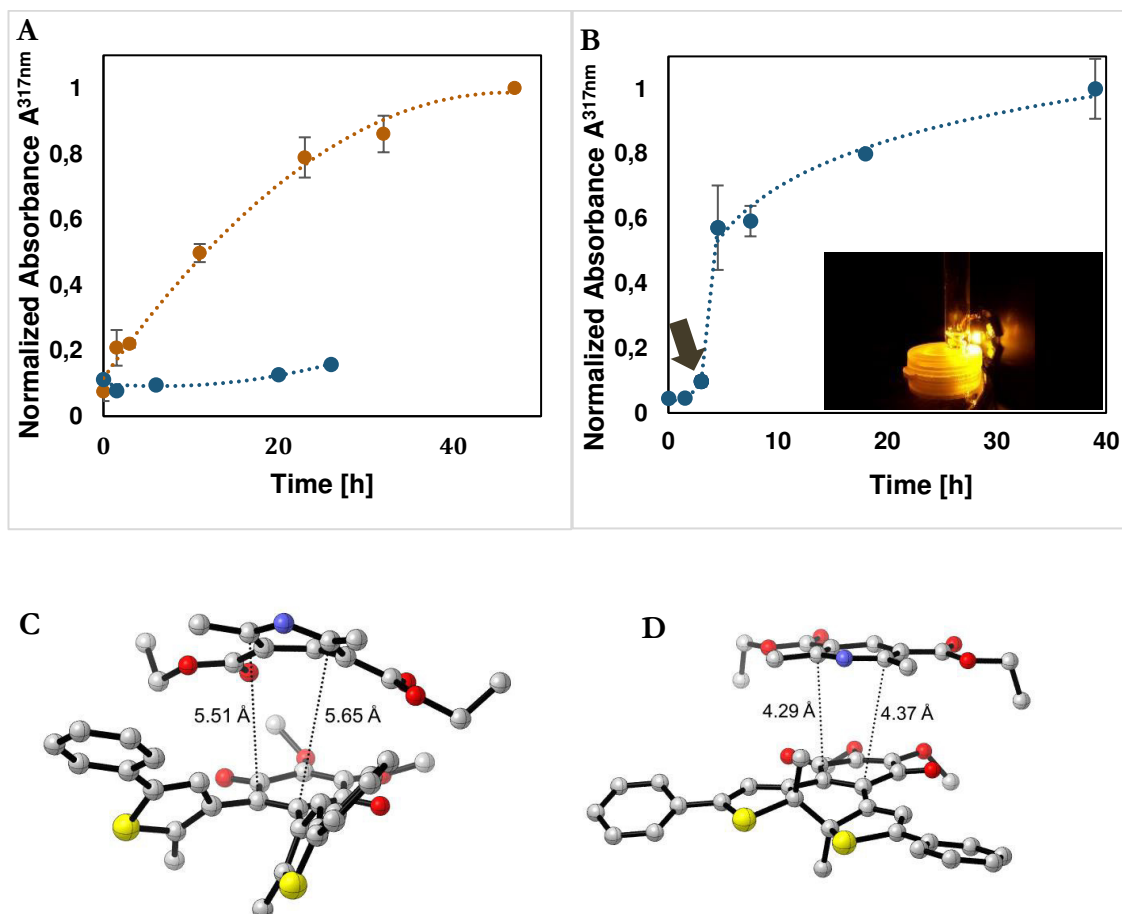 A
Normalized Absorbance A317nm
1
0,8
0,6
0,4
0,2
0
0
20
40
Time [h]
B
Normalized Absorbance A317nm
1
0,8
0,6
0,4
0,2
0
0
10
20
30
40
Time [h]
C
5.51 Å
5.65 Å
D
4.29 Å
4.37 Å